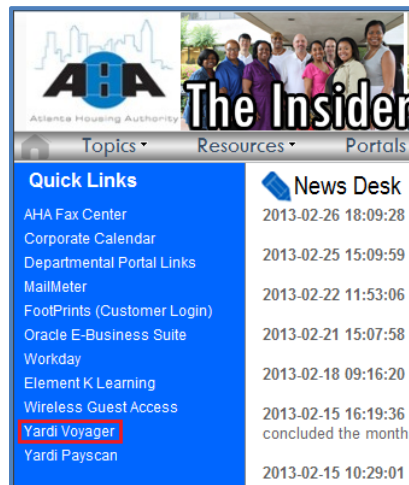 AHA
Atlanta Housing Authority
The Insider
Topics
Resources
Portals
Quick Links
AHA Fax Center
Corporate Calendar
Departmental Portal Links
MailMeter
FootPrints (Customer Login)
Oracle E-Business Suite
Workday
Element K Learning
Wireless Guest Access
Yardi Voyager
Yardi Payscan
News Desk
2013-02-26 18:09:28
2013-02-25 15:09:59
2013-02-22 11:53:06
2013-02-21 15:07:58
2013-02-18 09:16:20
2013-02-15 16:19:36
concluded the month
2013-02-15 10:29:01